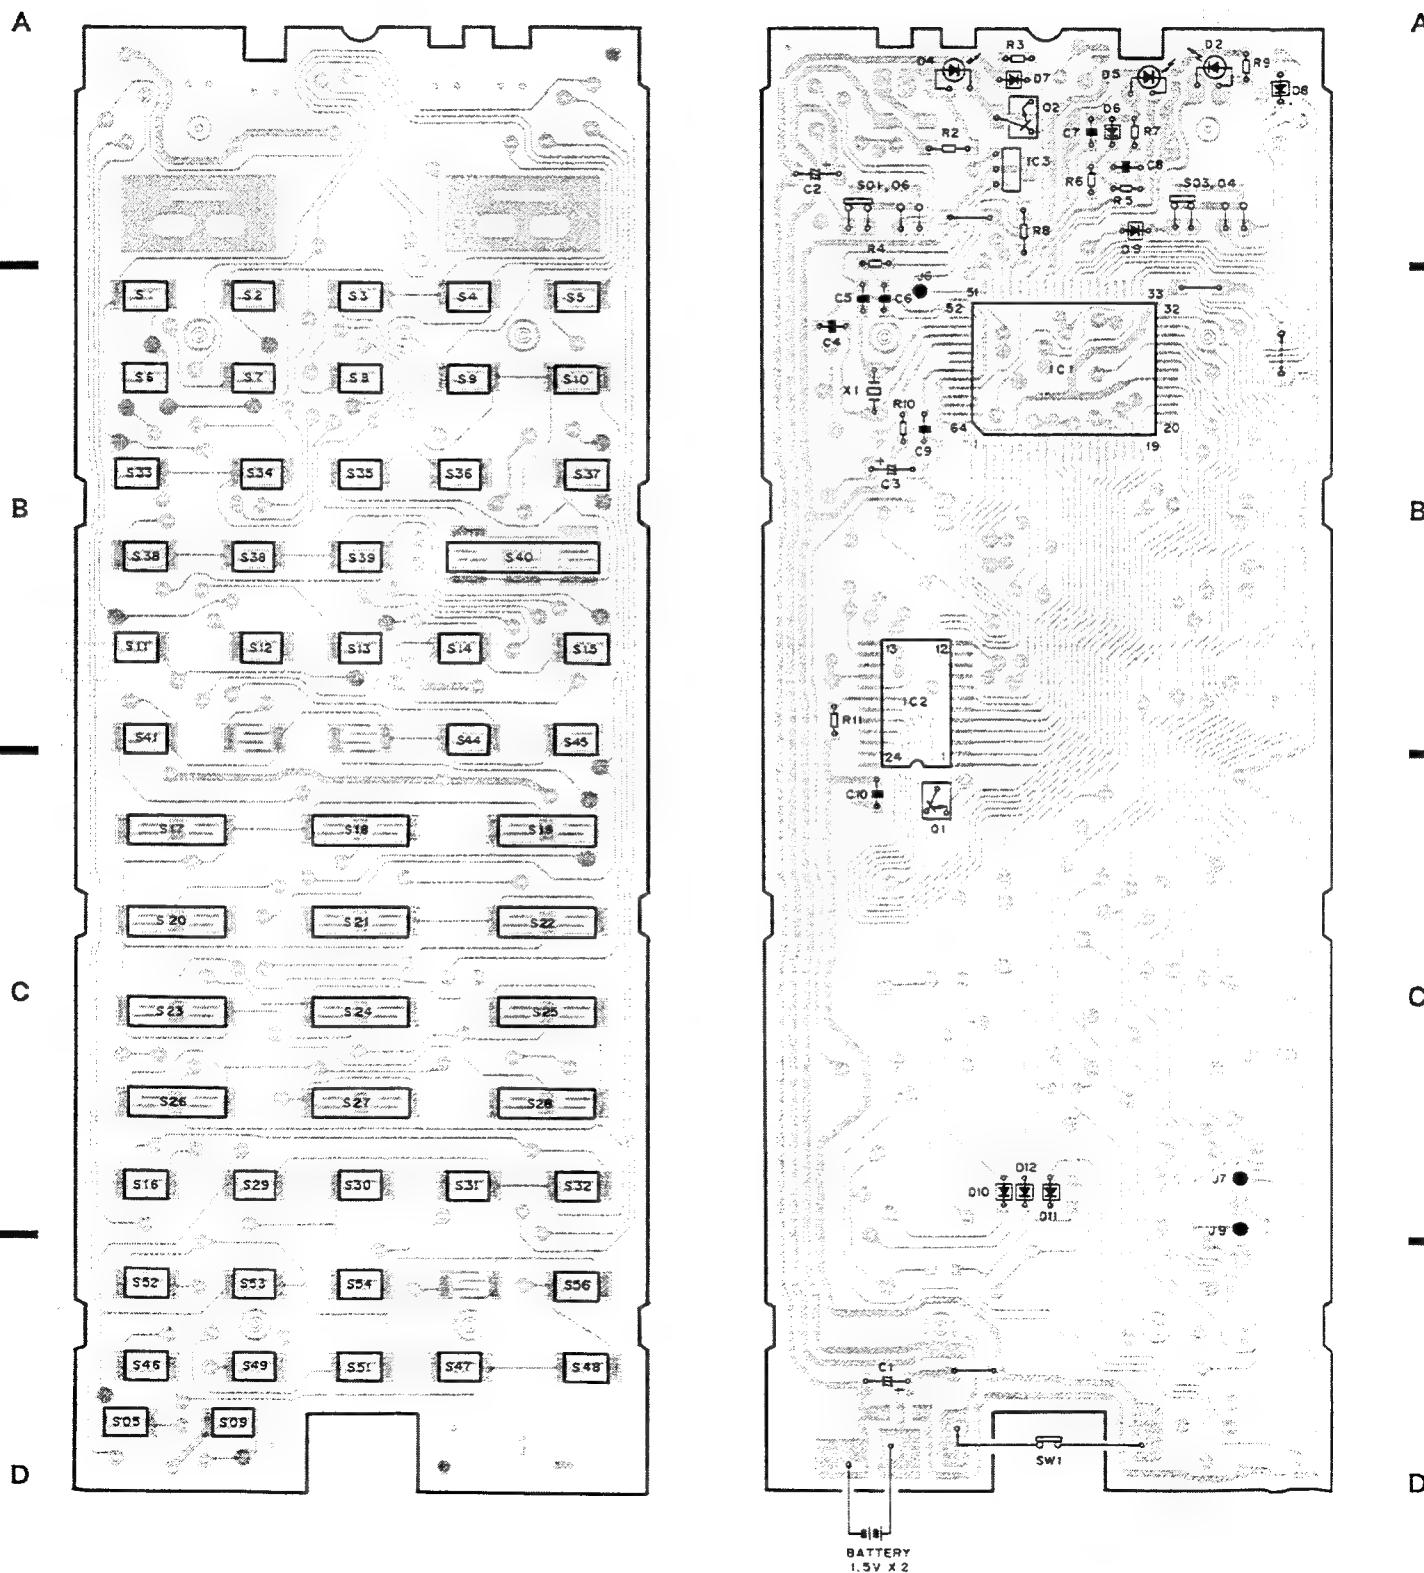 A
A
S1 S2 S3 S4 S5
S6 S7 S8 S9 S10
S33 S34 S35 S36 S37
B
S38 S38 S39 S40
S11 S12 S13 S14 S15
S41 S44 S45
S17 S18 S19
S20 S21 S22
C
S23 S24 S25
S26 S27 S28
S16 S29 S30 S31 S32
S52 S53 S54 S56
S46 S49 S51 S47 S48
S05 S09
D
R3 D2
D4 D7 D5 R9
D8
Q2 D6
C7 R7
R2
IC3 C8
R6
C2 S01,06 R5 S03,04
R8
D9
R4
J6
C5 C6 51 33
52 32
C4
IC1
X1
R10
64 20
C9 1 19
C3
B
13 12
IC2
R11
24 1
C10
Q1
C
D12
D10 J7
D11
J9
C1
SW1
D
BATTERY
1.5V X 2